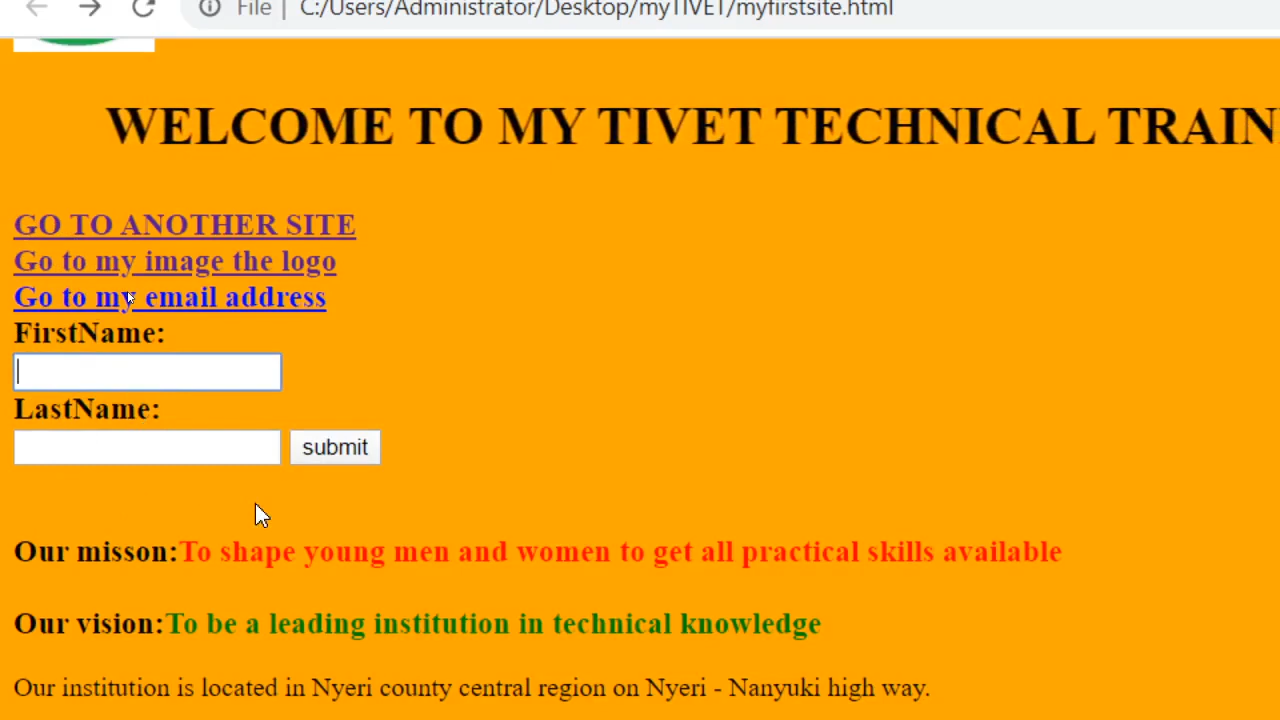 File | C:/Users/Administrator/Desktop/myTIVET/myfirstsite.html
WELCOME TO MY TIVET TECHNICAL TRAIN
GO TO ANOTHER SITE
Go to my image the logo
Go to my email address
FirstName:
LastName:
submit
Our misson:To shape young men and women to get all practical skills available
Our vision:To be a leading institution in technical knowledge
Our institution is located in Nyeri county central region on Nyeri - Nanyuki high way.